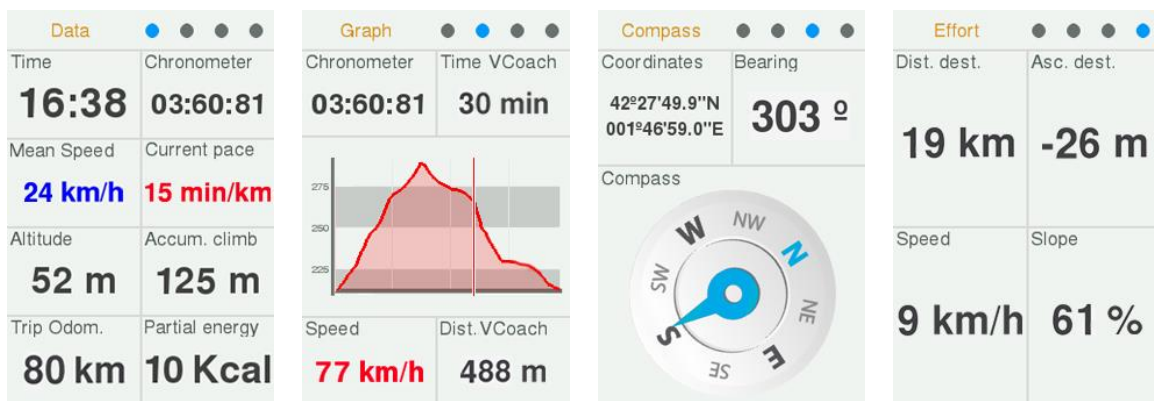 Data
Time
Chronometer
16:38
03:60:81
Mean Speed
Current pace
24 km/h
15 min/km
Altitude
Accum. climb
52 m
125 m
Trip Odom.
Partial energy
80 km
10 Kcal
Graph
Chronometer
Time VCoach
03:60:81
30 min
275
250
225
Speed
Dist.VCoach
77 km/h
488 m
Compass
Coordinates
Bearing
42º27'49.9"N
001º46'59.0"E
303 º
Compass
N
NE
E
SE
S
SW
W
NW
Effort
Dist. dest.
Asc. dest.
19 km
-26 m
Speed
Slope
9 km/h
61 %